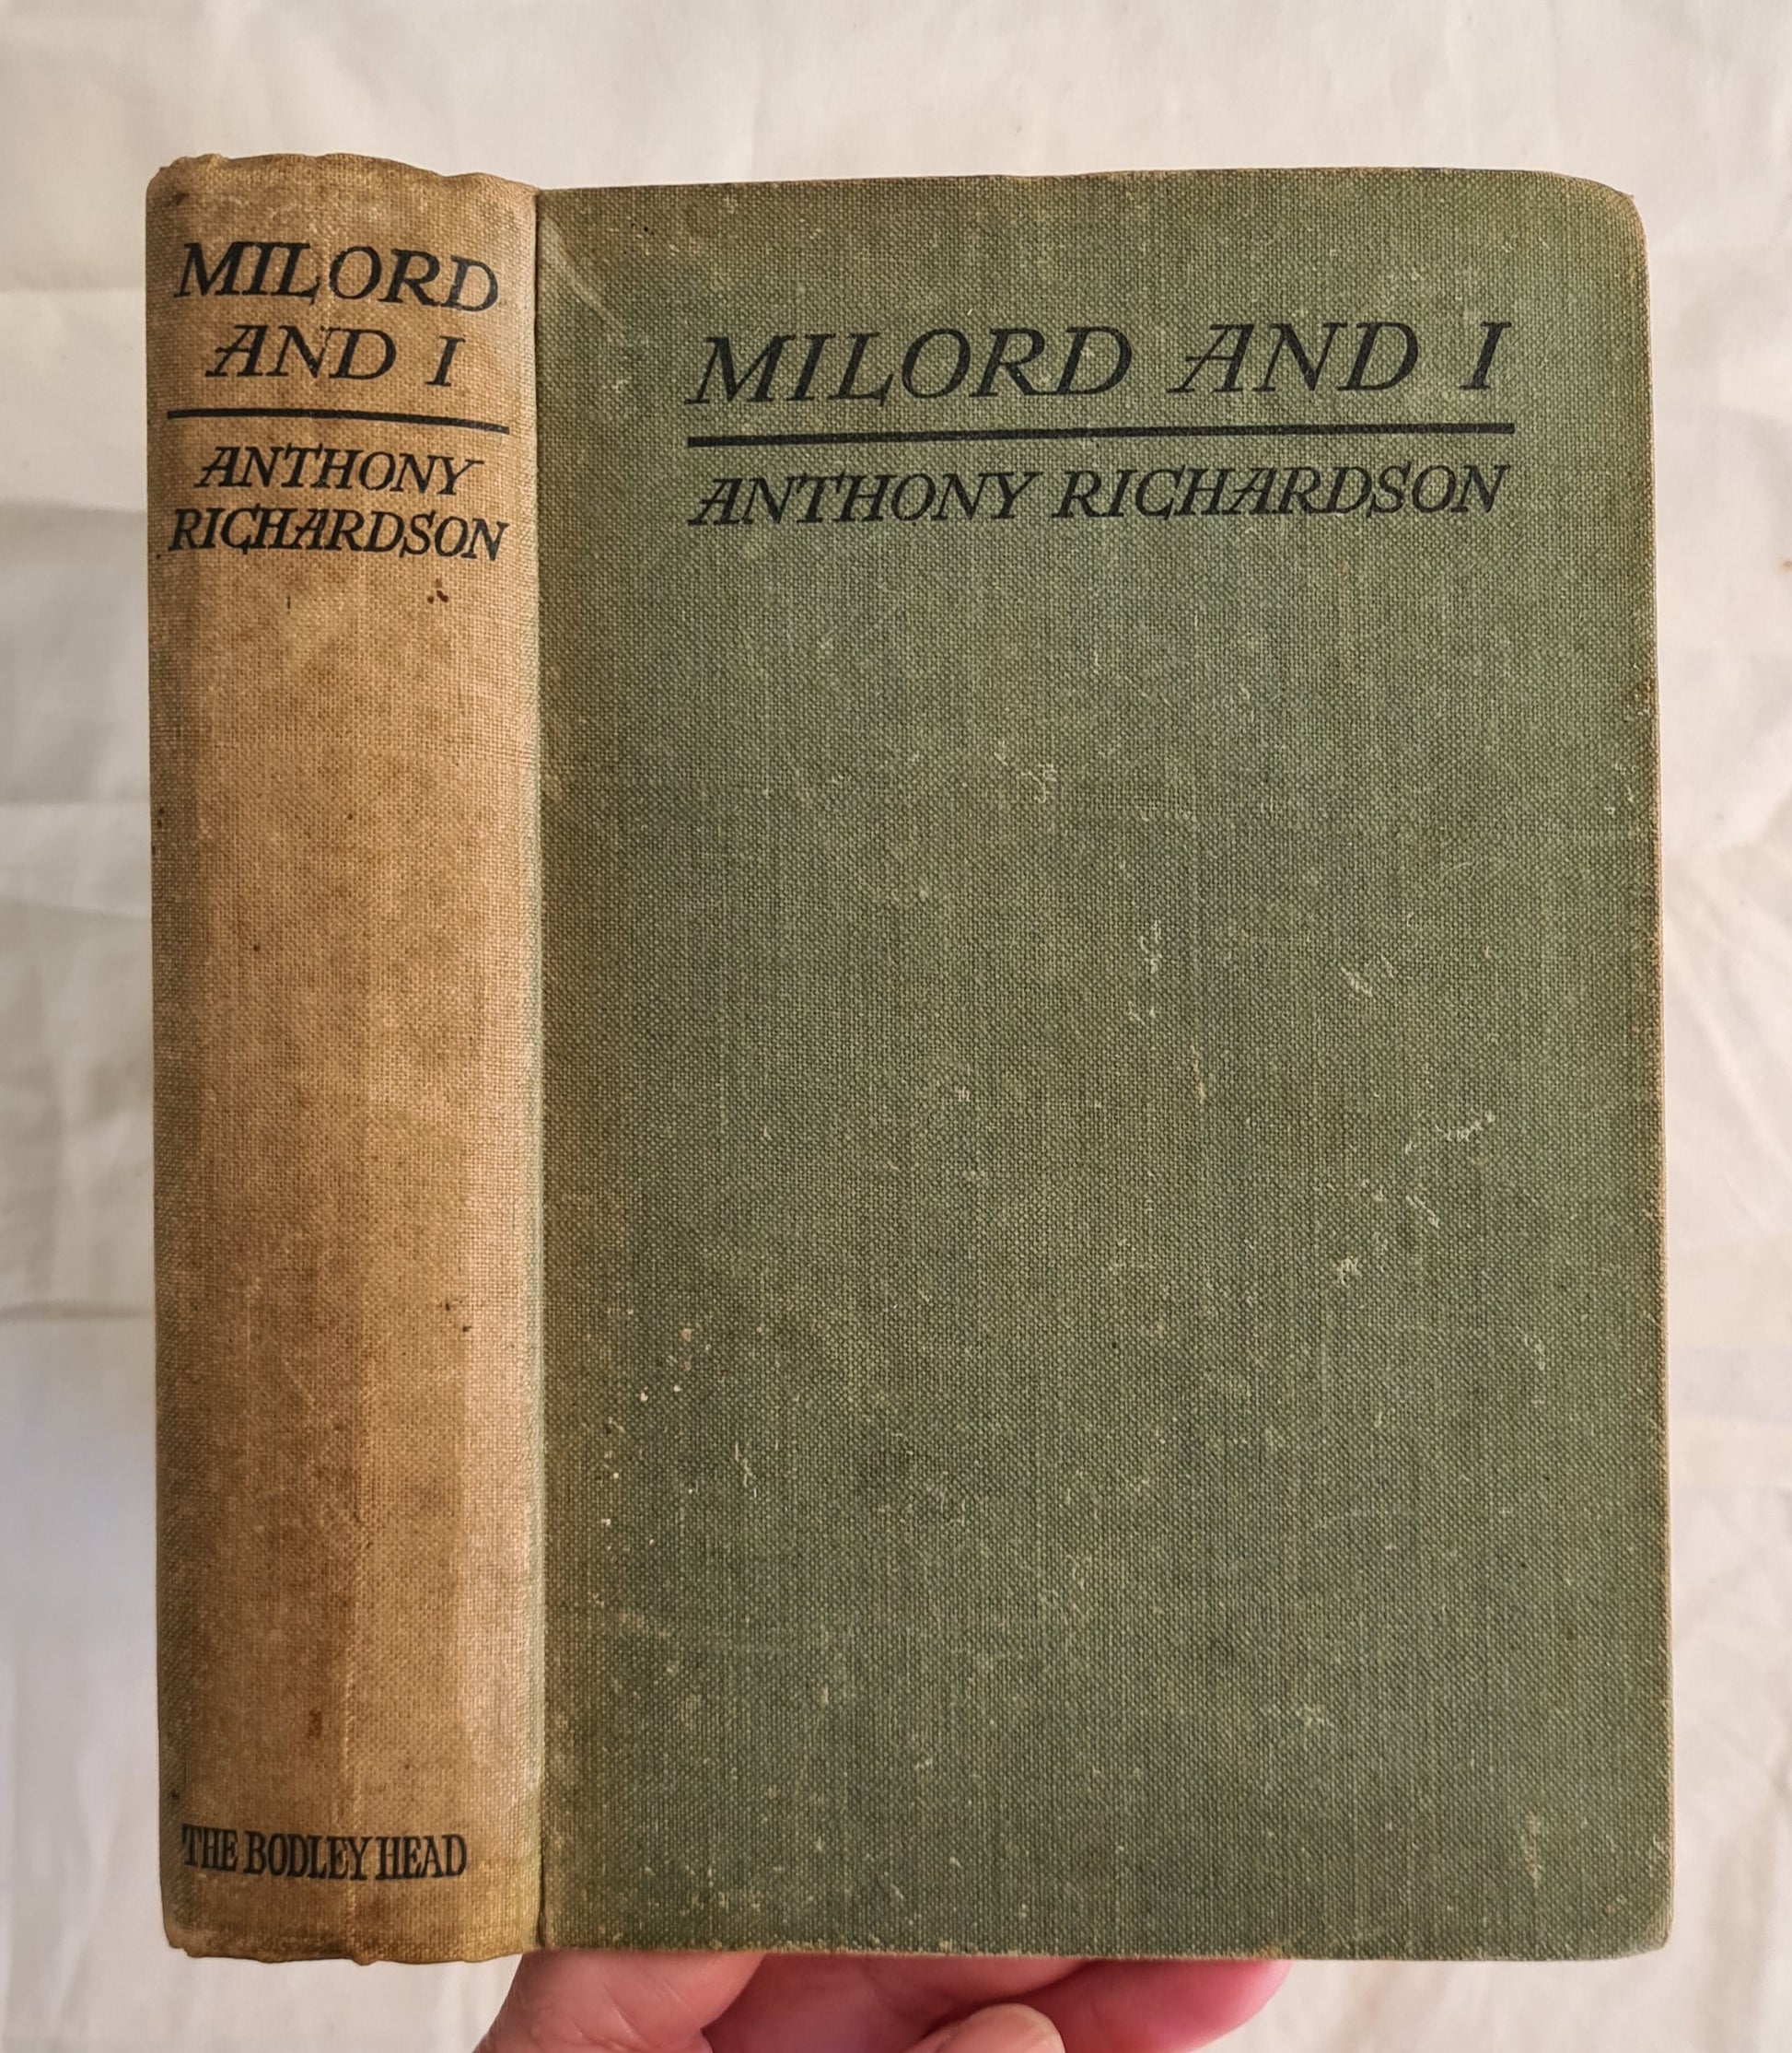 MILORD
AND I
ANTHONY
RICHARDSON
THE BODLEY HEAD
MILORD AND I
ANTHONY RICHARDSON